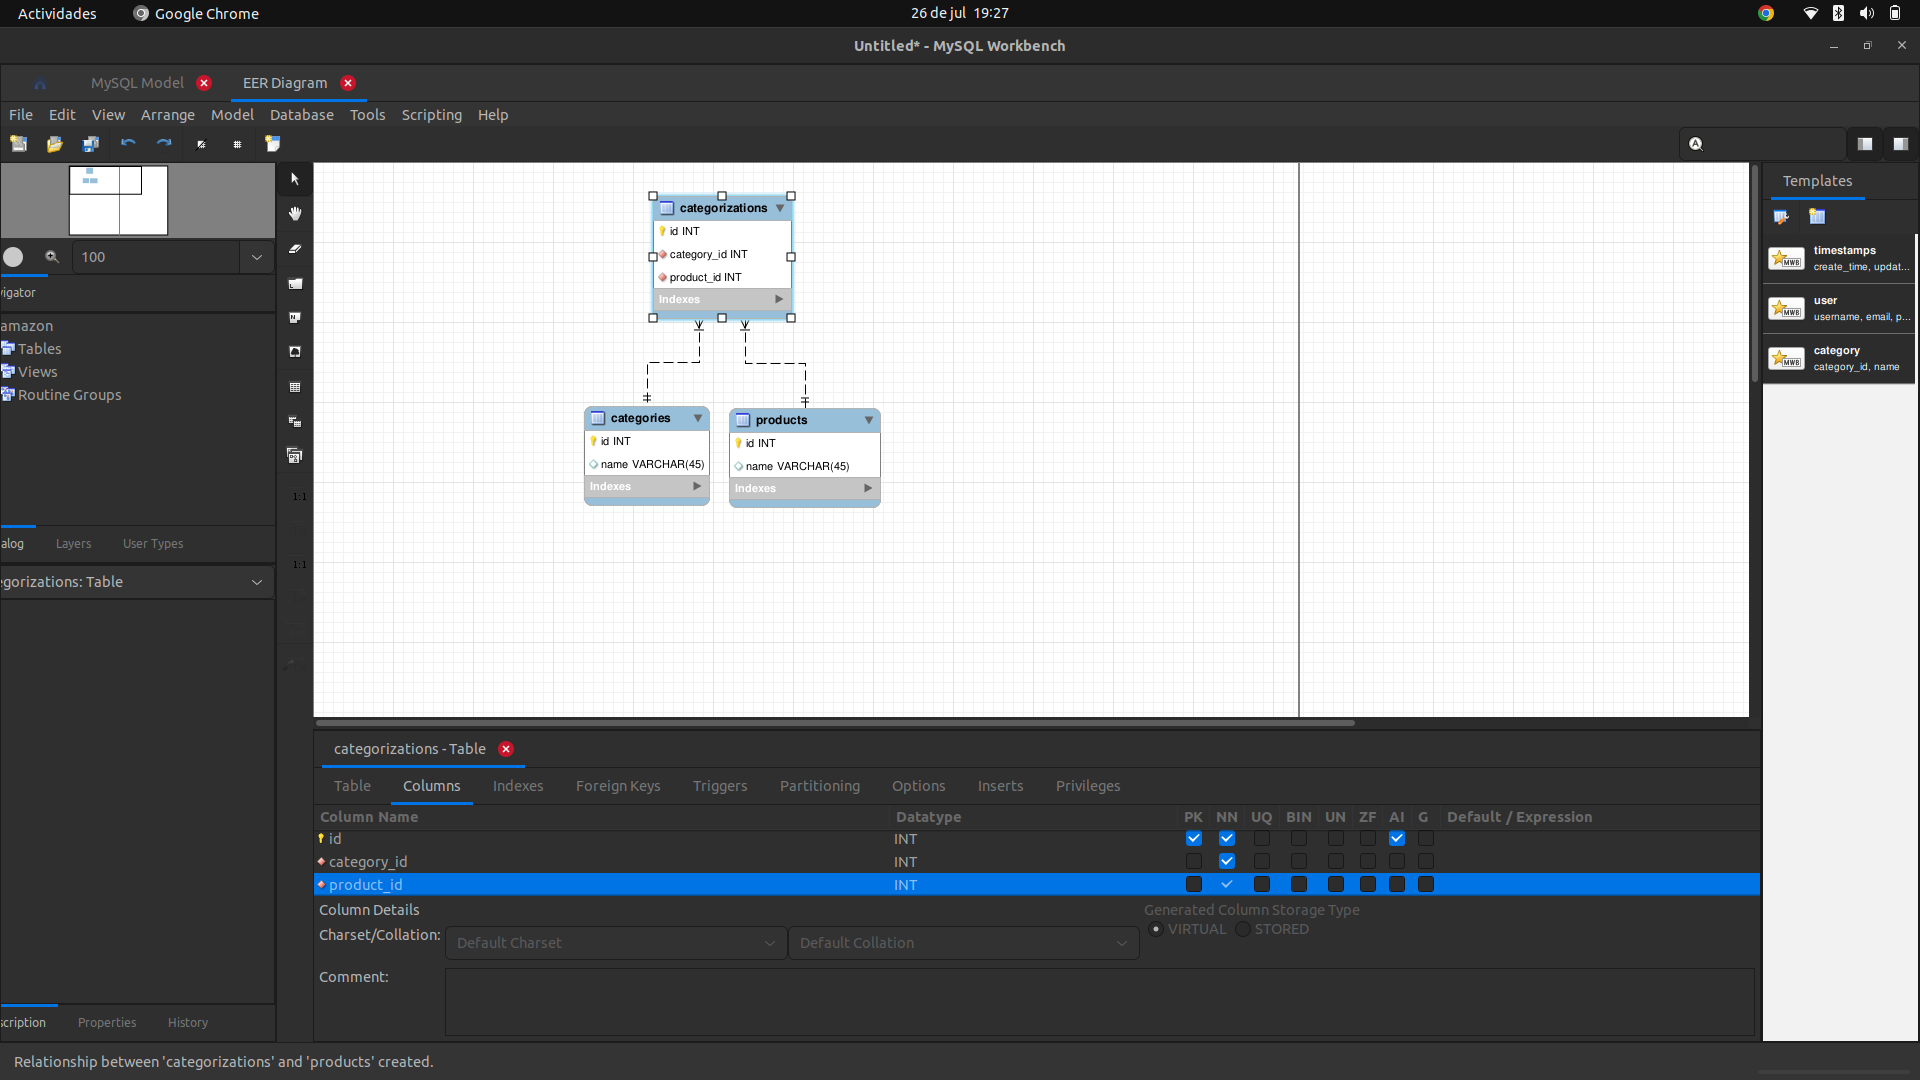 Actividades
Google Chrome
26 de jul 19:27
Untitled* - MySQL Workbench
MySQL Model
EER Diagram
File Edit View Arrange Model Database Tools Scripting Help
100
vigator
amazon
Tables
Views
Routine Groups
alog Layers User Types
egorizations: Table
scription Properties History
1:1
1:1
categorizations
id INT
category_id INT
product_id INT
Indexes
categories
id INT
name VARCHAR(45)
Indexes
products
id INT
name VARCHAR(45)
Indexes
Templates
MWB
timestamps
create_time, updat...
MWB
user
username, email, p...
MWB
category
category_id, name
categorizations - Table
Table Columns Indexes Foreign Keys Triggers Partitioning Options Inserts Privileges
Column Name Datatype PK NN UQ BIN UN ZF AI G Default / Expression
id INT
category_id INT
product_id INT
Column Details
Generated Column Storage Type
Charset/Collation: Default Charset Default Collation
VIRTUAL STORED
Comment:
Relationship between 'categorizations' and 'products' created.